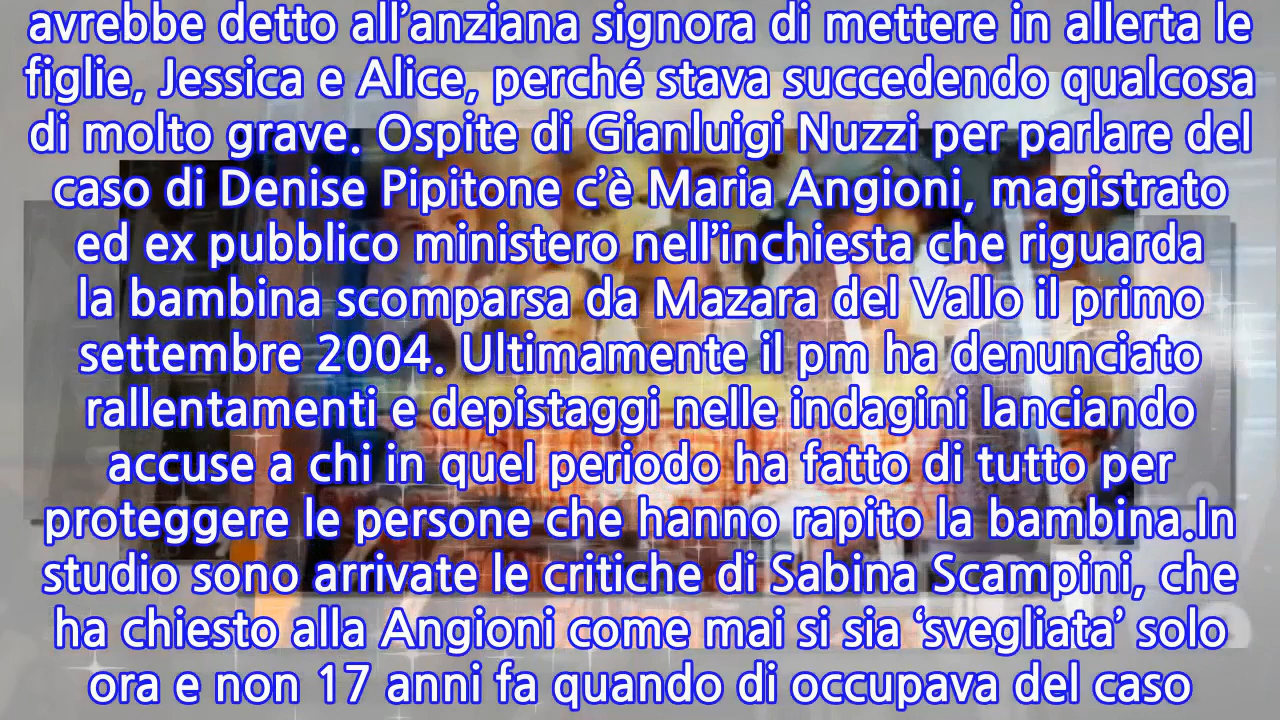 avrebbe detto all’anziana signora di mettere in allerta le
figlie, Jessica e Alice, perché stava succedendo qualcosa
di molto grave. Ospite di Gianluigi Nuzzi per parlare del
caso di Denise Pipitone c’è Maria Angioni, magistrato
ed ex pubblico ministero nell’inchiesta che riguarda
la bambina scomparsa da Mazara del Vallo il primo
settembre 2004. Ultimamente il pm ha denunciato
rallentamenti e depistaggi nelle indagini lanciando
accuse a chi in quel periodo ha fatto di tutto per
proteggere le persone che hanno rapito la bambina.In
studio sono arrivate le critiche di Sabina Scampini, che
ha chiesto alla Angioni come mai si sia ‘svegliata’ solo
ora e non 17 anni fa quando di occupava del caso